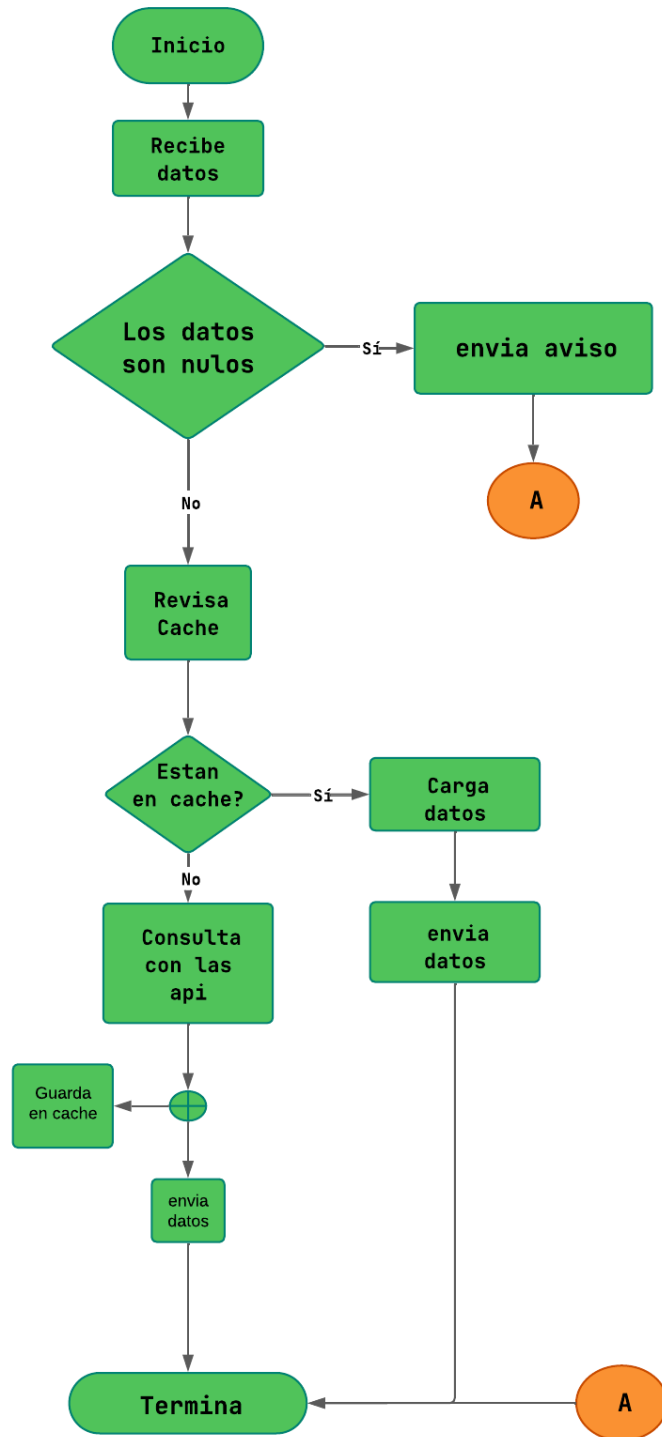 Inicio
Recibe
datos
Los datos
son nulos
Sí
envia aviso
A
No
Revisa
Cache
Estan
en cache?
Sí
Carga
datos
No
Consulta
con las
api
envia
datos
Guarda
en cache
envia
datos
Termina
A